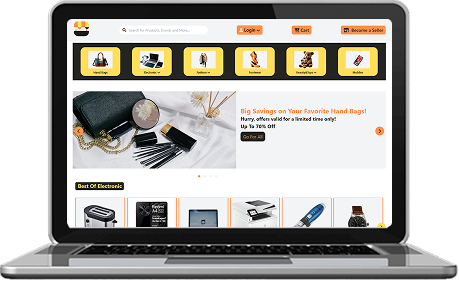 Search for Products, Brands and More...
Login
Cart
Become a Seller
Hand Bags
Electronic
Fashion
Footwear
Beauty&Toys
Mobiles
Big Savings on Your Favorite Hand Bags!
Hurry, offers valid for a limited time only!
Up To 70% Off
Go For All
Best Of Electronic